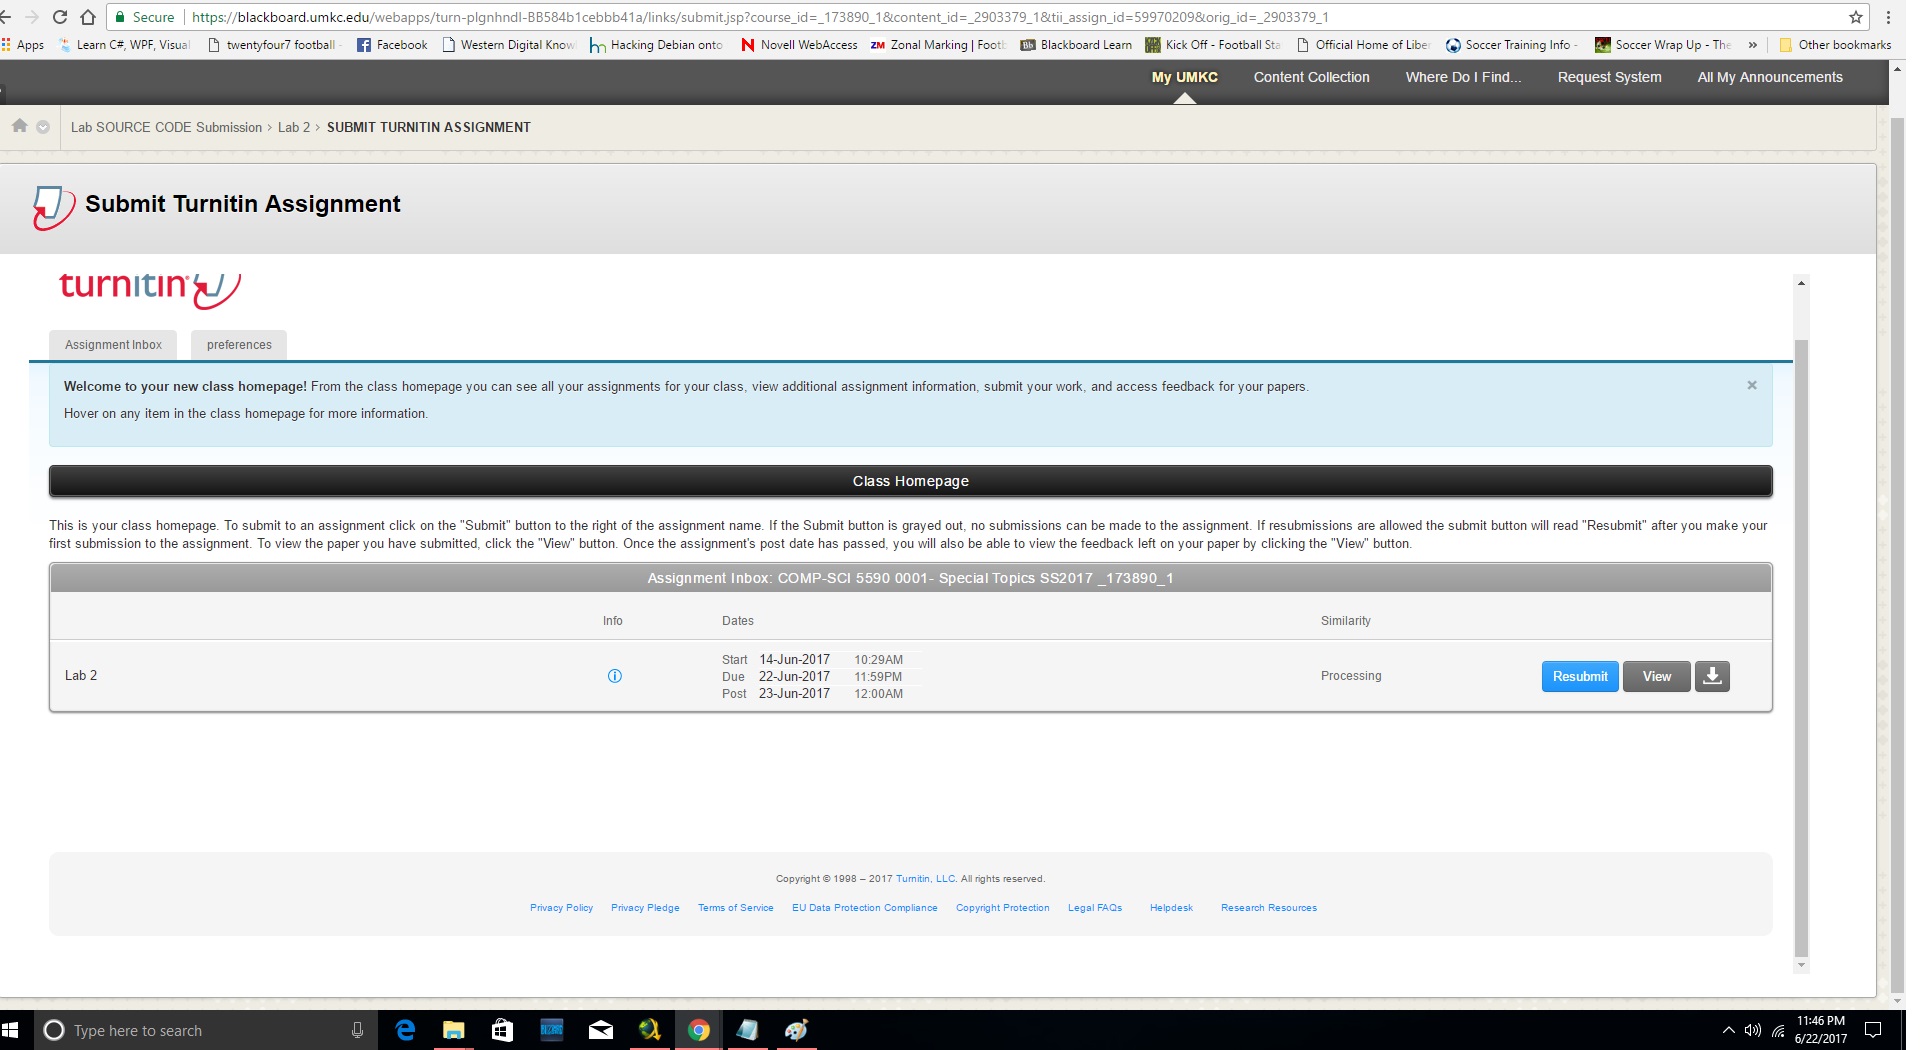 Secure https://blackboard.umkc.edu/webapps/turn-plgnhndl-BB584b1cebbb41a/links/submit.jsp?course_id=_173890_1&content_id=_2903379_1&tii_assign_id=59970209&orig_id=_2903379_1
Apps Learn C#, WPF, Visual twentyfour7 football Facebook Western Digital Know Hacking Debian onto N Novell WebAccess ZM Zonal Marking | Foot Bb Blackboard Learn Kick Off - Football Sta Official Home of Liber Soccer Training Info - Soccer Wrap Up - The » Other bookmarks
My UMKC Content Collection Where Do I Find... Request System All My Announcements
Lab SOURCE CODE Submission > Lab 2 > SUBMIT TURNITIN ASSIGNMENT
Submit Turnitin Assignment
turnitin
Assignment Inbox preferences
Welcome to your new class homepage! From the class homepage you can see all your assignments for your class, view additional assignment information, submit your work, and access feedback for your papers.
Hover on any item in the class homepage for more information.
Class Homepage
This is your class homepage. To submit to an assignment click on the "Submit" button to the right of the assignment name. If the Submit button is grayed out, no submissions can be made to the assignment. If resubmissions are allowed the submit button will read "Resubmit" after you make your
first submission to the assignment. To view the paper you have submitted, click the "View" button. Once the assignment's post date has passed, you will also be able to view the feedback left on your paper by clicking the "View" button.
Assignment Inbox: COMP-SCI 5590 0001- Special Topics SS2017 _173890_1
Info Dates Similarity
Start 14-Jun-2017 10:29AM
Lab 2 Due 22-Jun-2017 11:59PM Processing Resubmit View
Post 23-Jun-2017 12:00AM
Copyright © 1998 – 2017 Turnitin, LLC. All rights reserved.
Privacy Policy Privacy Pledge Terms of Service EU Data Protection Compliance Copyright Protection Legal FAQs Helpdesk Research Resources
Type here to search
11:46 PM
6/22/2017